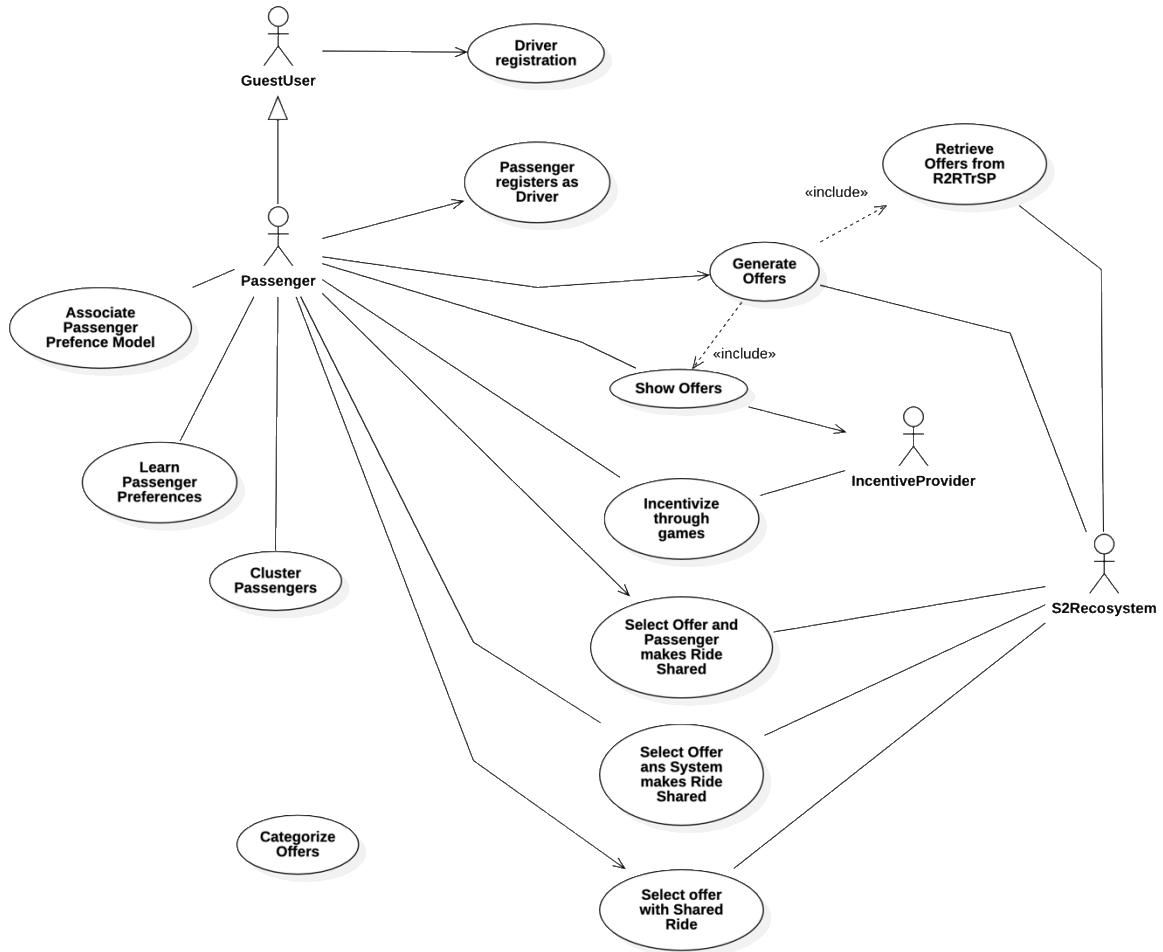 Driver
registration
GuestUser
Retrieve
Offers from
R2RTrSP
Passenger
registers as
Driver
«include»
Generate
Offers
Passenger
Associate
Passenger
Prefence Model
«include»
Show Offers
Learn
Passenger
Preferences
IncentiveProvider
Incentivize
through
games
Cluster
Passengers
S2Recosystem
Select Offer and
Passenger
makes Ride
Shared
Select Offer
ans System
makes Ride
Shared
Categorize
Offers
Select offer
with Shared
Ride